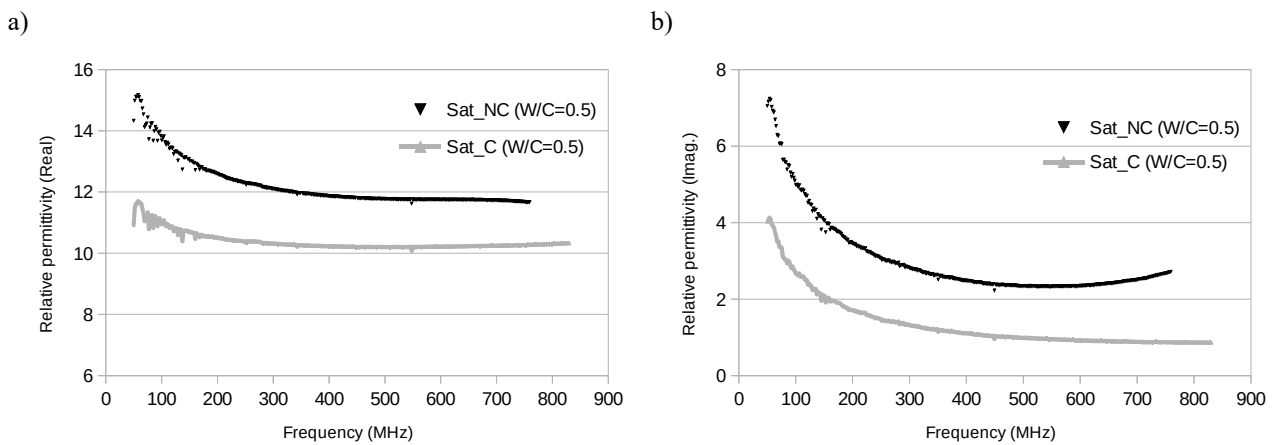 a)
b)
16
14
12
10
8
6
Relative permittivity (Real)
Sat_NC (W/C=0.5)
Sat_C (W/C=0.5)
0 100 200 300 400 500 600 700 800 900
Frequency (MHz)
8
6
4
2
0
Relative permittivity (Imag.)
Sat_NC (W/C=0.5)
Sat_C (W/C=0.5)
0 100 200 300 400 500 600 700 800 900
Frequency (MHz)